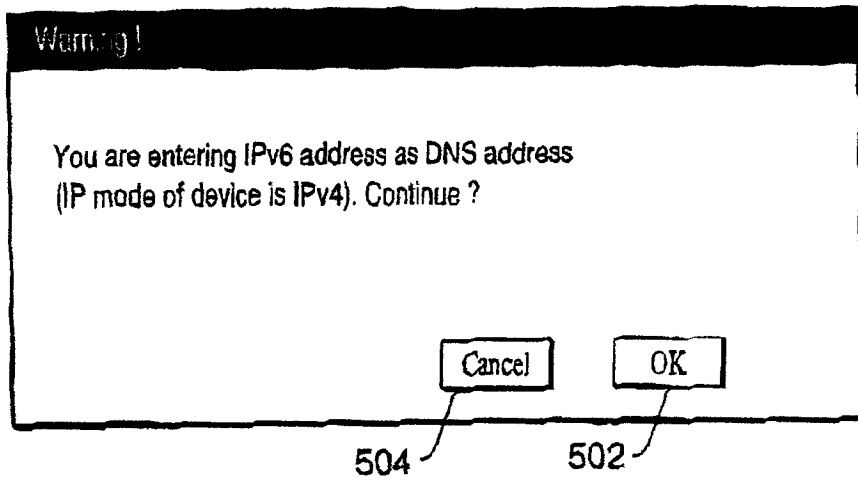 Warning !
You are entering IPv6 address as DNS address
(IP mode of device is IPv4). Continue ?
Cancel OK
504 502